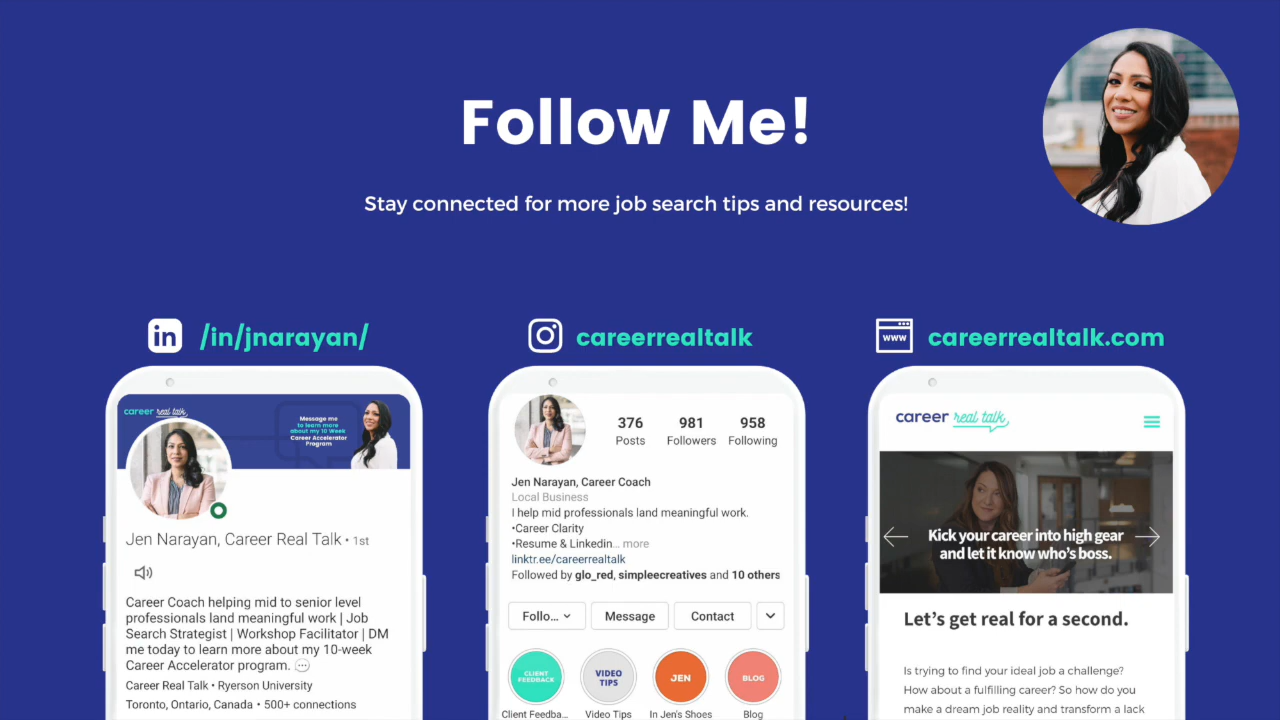 Follow Me!
Stay connected for more job search tips and resources!
in /in/jnarayan/
careerrealtalk
www careerrealtalk.com
career real talk
Message me
to learn more
about my 10 Week
Career Accelerator
Program
Jen Narayan, Career Real Talk • 1st
Career Coach helping mid to senior level
professionals land meaningful work | Job
Search Strategist | Workshop Facilitator | DM
me today to learn more about my 10-week
Career Accelerator program.
Career Real Talk • Ryerson University
Toronto, Ontario, Canada • 500+ connections
376 981 958
Posts Followers Following
Jen Narayan, Career Coach
Local Business
I help mid professionals land meaningful work.
•Career Clarity
•Resume & Linkedin... more
linktr.ee/careerrealtalk
Followed by glo_red, simpleecreatives and 10 others
Follo... Message Contact
CLIENT
FEEDBACK
VIDEO
TIPS
JEN
BLOG
Client Feedba... Video Tips In Jen's Shoes Blog
career real talk
Kick your career into high gear
and let it know who's boss.
Let's get real for a second.
Is trying to find your ideal job a challenge?
How about a fulfilling career? So how do you
make a dream job reality and transform a lack